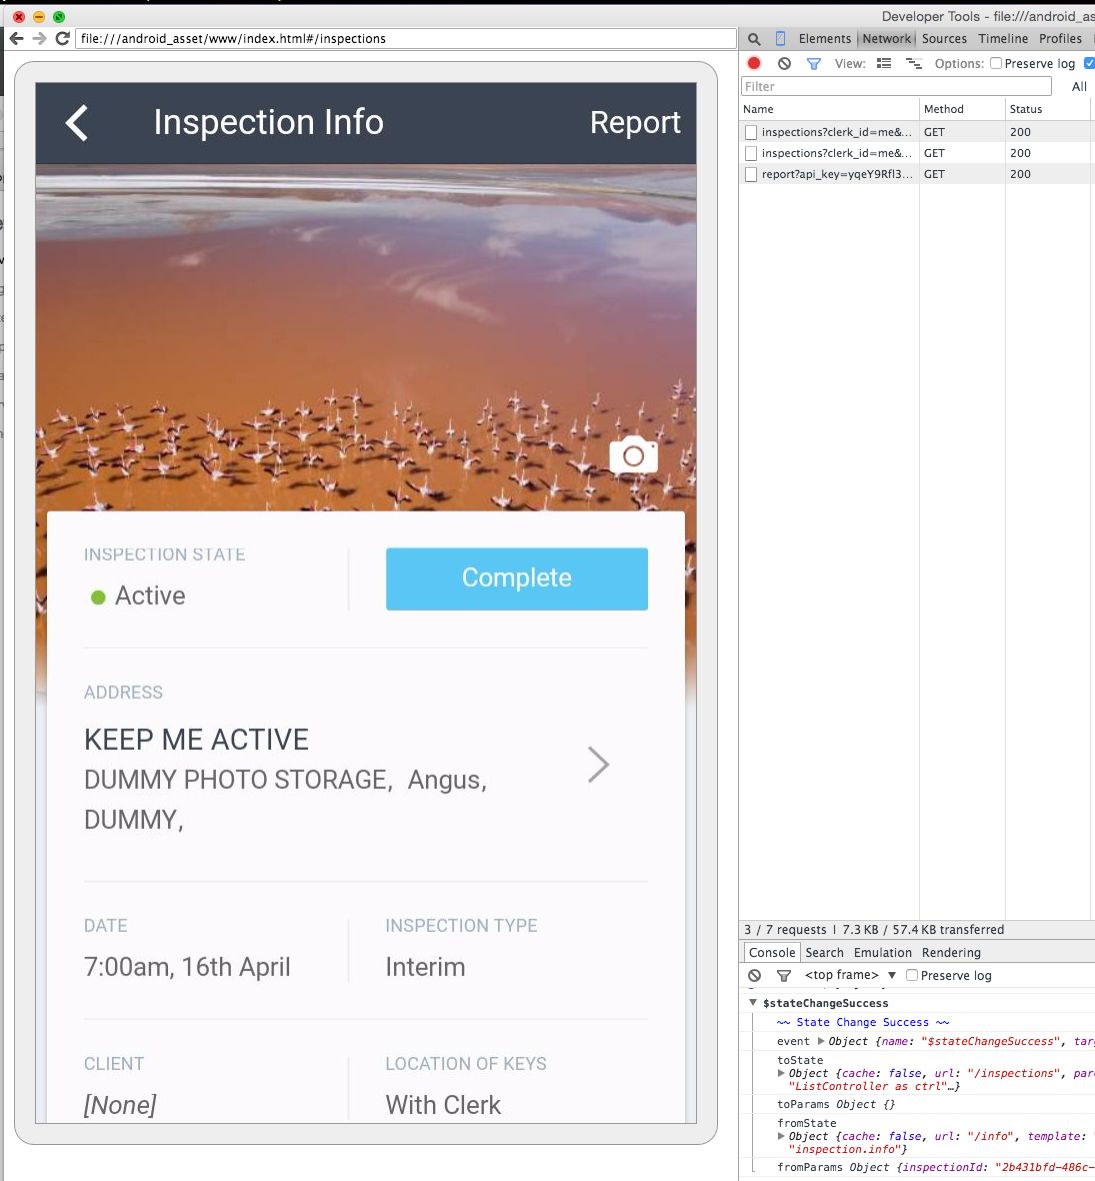 Developer Tools - file:///android_as
file:///android_asset/www/index.html#/inspections
Elements Network Sources Timeline Profiles
View: Options: Preserve log
Filter All
Name Method Status
inspections?clerk_id=me&... GET 200
inspections?clerk_id=me&... GET 200
report?api_key=yqeY9Rfl3... GET 200
Inspection Info Report
INSPECTION STATE
Active
Complete
ADDRESS
KEEP ME ACTIVE
DUMMY PHOTO STORAGE, Angus,
DUMMY,
DATE INSPECTION TYPE
7:00am, 16th April Interim
CLIENT LOCATION OF KEYS
[None] With Clerk
3 / 7 requests | 7.3 KB / 57.4 KB transferred
Console Search Emulation Rendering
<top frame> Preserve log
$stateChangeSuccess
~~ State Change Success ~~
event Object {name: "$stateChangeSuccess", tar
toState
Object {cache: false, url: "/inspections", par
"ListController as ctrl"…}
toParams Object {}
fromState
Object {cache: false, url: "/info", template: 
"inspection.info"}
fromParams Object {inspectionId: "2b431bfd-486c-